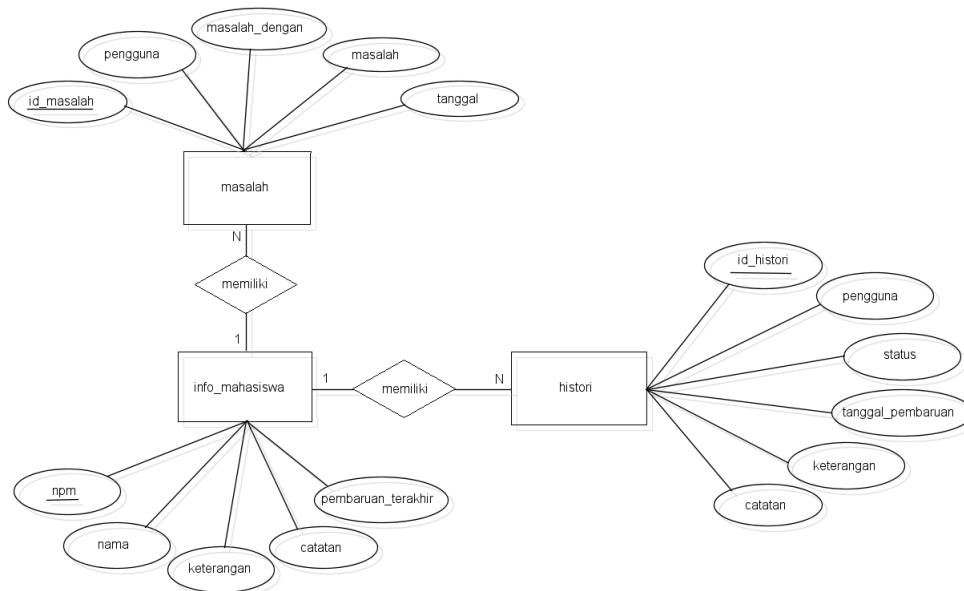 masalah_dengan
pengguna
masalah
id_masalah
tanggal
masalah
N
memiliki
1
info_mahasiswa
1
memiliki
N
histori
id_histori
pengguna
status
tanggal_pembaruan
keterangan
catatan
npm
nama
keterangan
catatan
pembaruan_terakhir